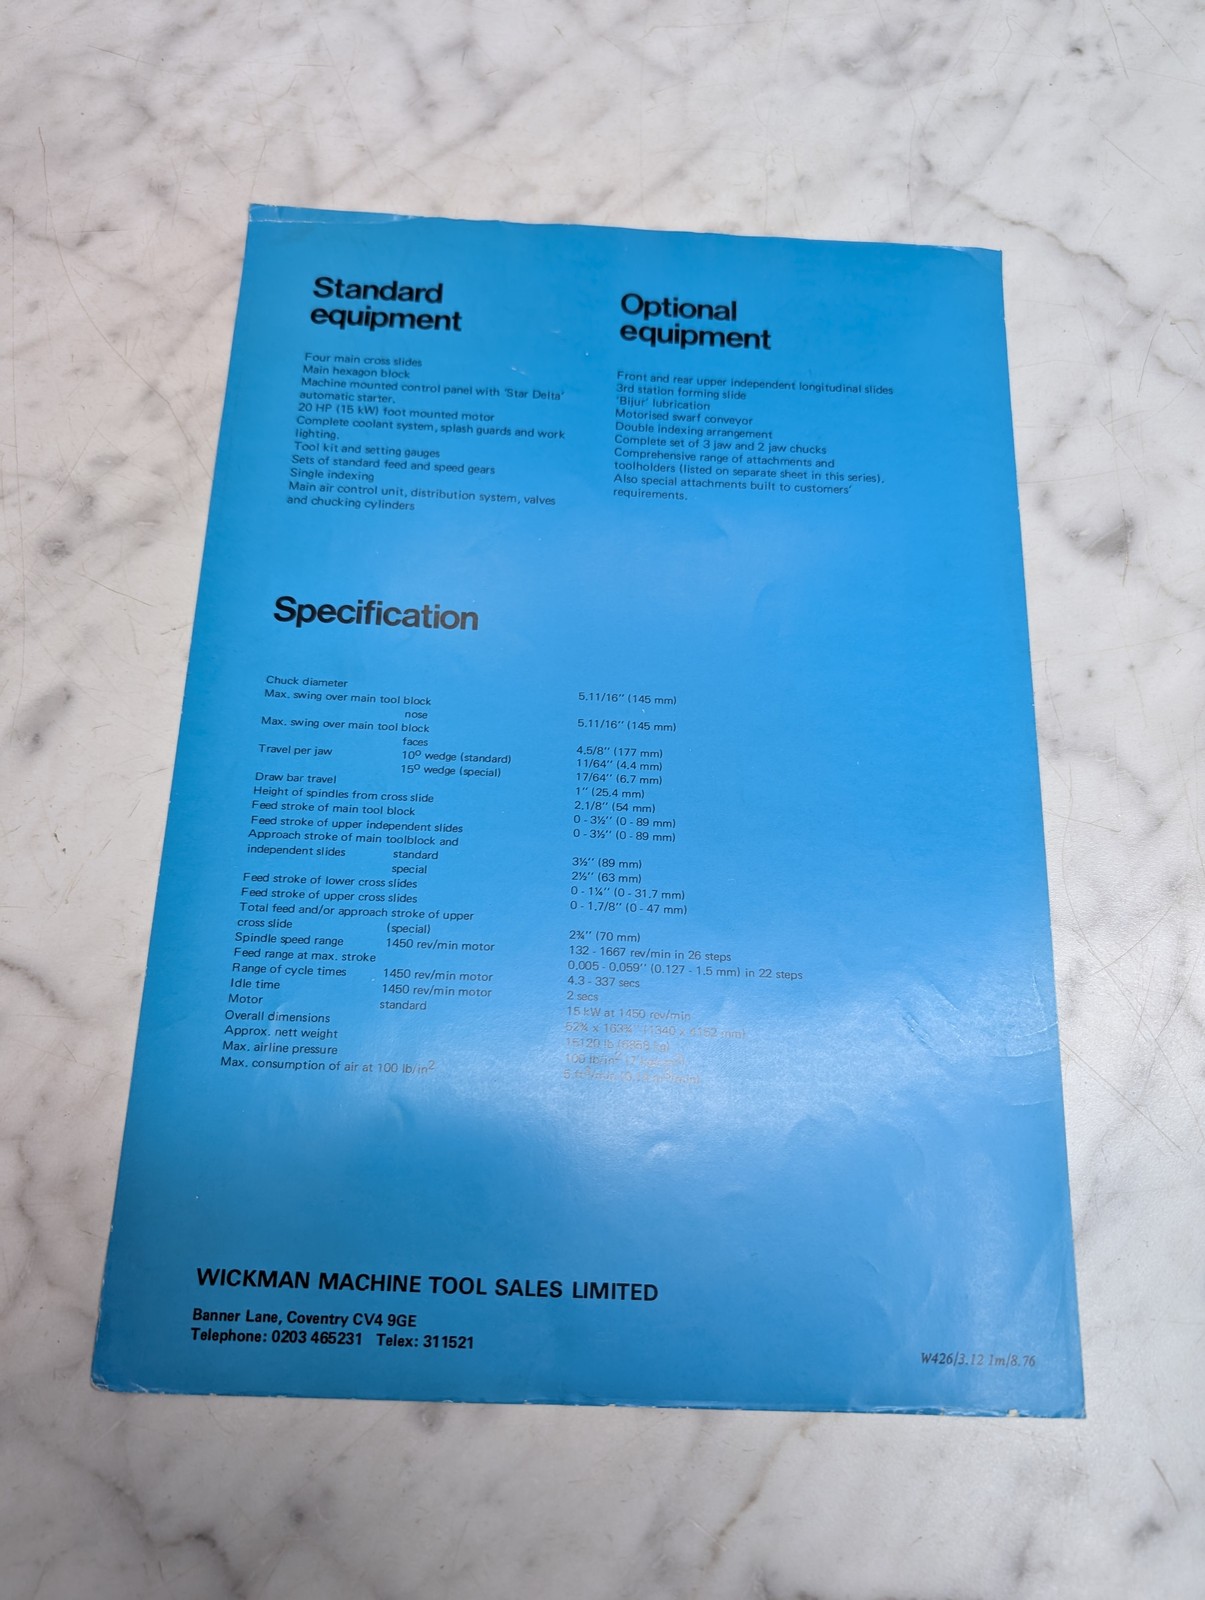 Standard
equipment
Four main cross slides
Main hexagon block
Machine mounted control panel with 'Star Delta'
automatic starter.
20 HP (15 kW) foot mounted motor
Complete coolant system, splash guards and work
lighting.
Tool kit and setting gauges
Sets of standard feed and speed gears
Single indexing
Main air control unit, distribution system, valves
and chucking cylinders
Optional
equipment
Front and rear upper independent longitudinal slides
3rd station forming slide
'Bijur' lubrication
Motorised swarf conveyor
Double indexing arrangement
Complete set of 3 jaw and 2 jaw chucks
Comprehensive range of attachments and
toolholders (listed on separate sheet in this series).
Also special attachments built to customers'
requirements.
Specification
Chuck diameter
Max. swing over main tool block
nose
Max. swing over main tool block
faces
Travel per jaw 10° wedge (standard)
15° wedge (special)
Draw bar travel
Height of spindles from cross slide
Feed stroke of main tool block
Feed stroke of upper independent slides
Approach stroke of main toolblock and
independent slides standard
special
Feed stroke of lower cross slides
Feed stroke of upper cross slides
Total feed and/or approach stroke of upper
cross slide (special)
Spindle speed range 1450 rev/min motor
Feed range at max. stroke
Range of cycle times 1450 rev/min motor
Idle time 1450 rev/min motor
Motor standard
Overall dimensions
Approx. nett weight
Max. airline pressure
Max. consumption of air at 100 lb/in2
5.11/16" (145 mm)
5.11/16" (145 mm)
4.5/8" (177 mm)
11/64" (4.4 mm)
17/64" (6.7 mm)
1" (25.4 mm)
2.1/8" (54 mm)
0 - 3½" (0 - 89 mm)
0 - 3½" (0 - 89 mm)
3½" (89 mm)
2½" (63 mm)
0 - 1¼" (0 - 31.7 mm)
0 - 1.7/8" (0 - 47 mm)
2¾" (70 mm)
132 - 1667 rev/min in 26 steps
0.005 - 0.059" (0.127 - 1.5 mm) in 22 steps
4.3 - 337 secs
2 secs
15 kW at 1450 rev/min
52¾ x 163¾" (1340 x 4152 mm)
15120 lb
100 lb/in2
WICKMAN MACHINE TOOL SALES LIMITED
Banner Lane, Coventry CV4 9GE
Telephone: 0203 465231 Telex: 311521
W426/3.12 1m/8.76